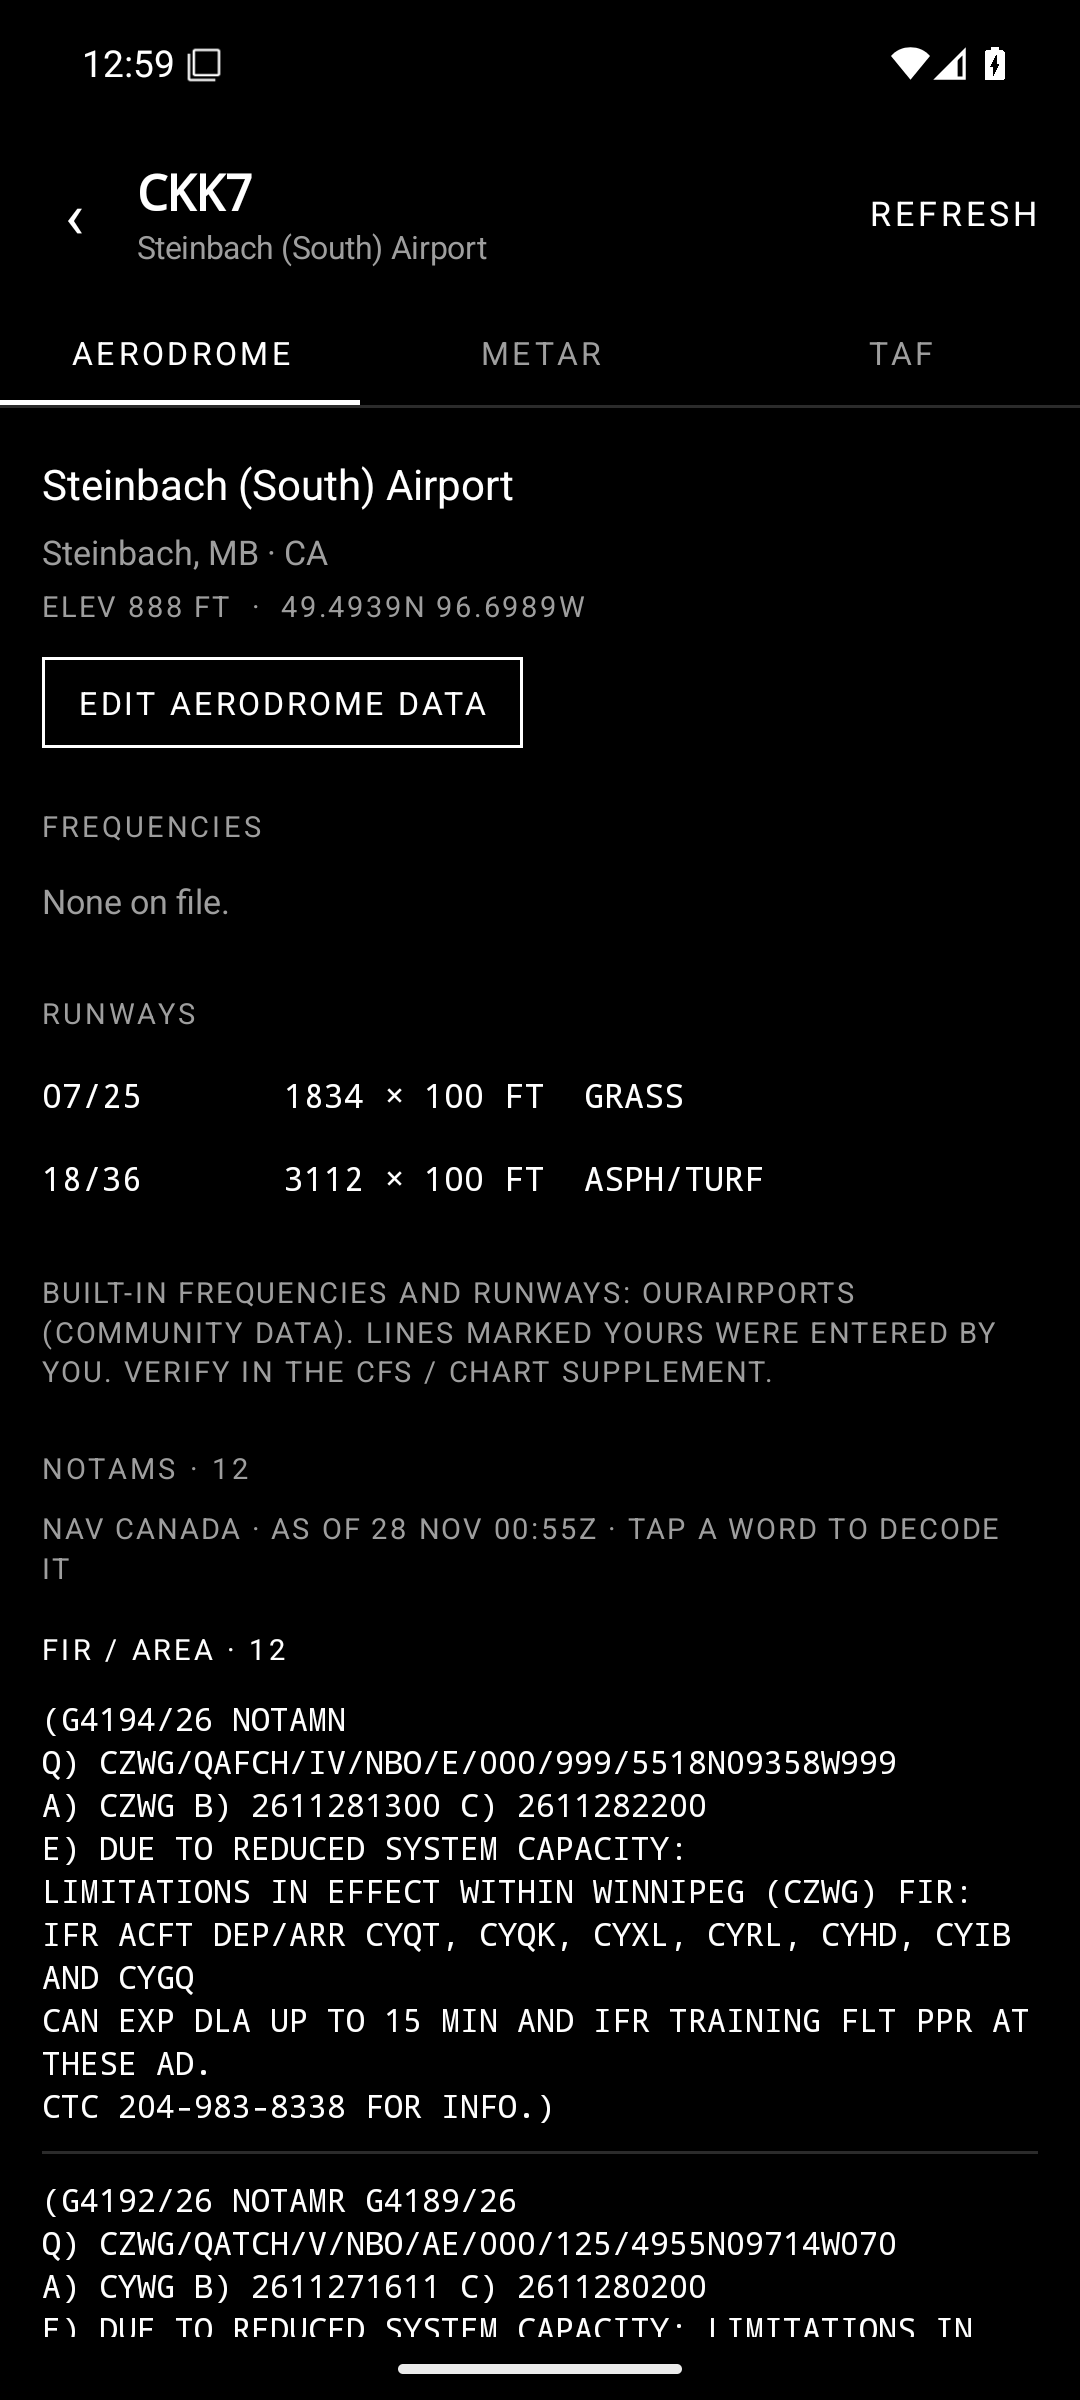 12:59
CKK7
Steinbach (South) Airport
REFRESH
AERODROME
METAR
TAF
Steinbach (South) Airport
Steinbach, MB · CA
ELEV 888 FT · 49.4939N 96.6989W
EDIT AERODROME DATA
FREQUENCIES
None on file.
RUNWAYS
07/25 1834 × 100 FT GRASS
18/36 3112 × 100 FT ASPH/TURF
BUILT-IN FREQUENCIES AND RUNWAYS: OURAIRPORTS
(COMMUNITY DATA). LINES MARKED YOURS WERE ENTERED BY
YOU. VERIFY IN THE CFS / CHART SUPPLEMENT.
NOTAMS · 12
NAV CANADA · AS OF 28 NOV 00:55Z · TAP A WORD TO DECODE
IT
FIR / AREA · 12
(G4194/26 NOTAMN
Q) CZWG/QAFCH/IV/NBO/E/000/999/5518N09358W999
A) CZWG B) 2611281300 C) 2611282200
E) DUE TO REDUCED SYSTEM CAPACITY:
LIMITATIONS IN EFFECT WITHIN WINNIPEG (CZWG) FIR:
IFR ACFT DEP/ARR CYQT, CYQK, CYXL, CYRL, CYHD, CYIB
AND CYGQ
CAN EXP DLA UP TO 15 MIN AND IFR TRAINING FLT PPR AT
THESE AD.
CTC 204-983-8338 FOR INFO.)
(G4192/26 NOTAMR G4189/26
Q) CZWG/QATCH/V/NBO/AE/000/125/4955N09714W070
A) CYWG B) 2611271611 C) 2611280200
E) DUE TO REDUCED SYSTEM CAPACITY: LIMITATIONS IN